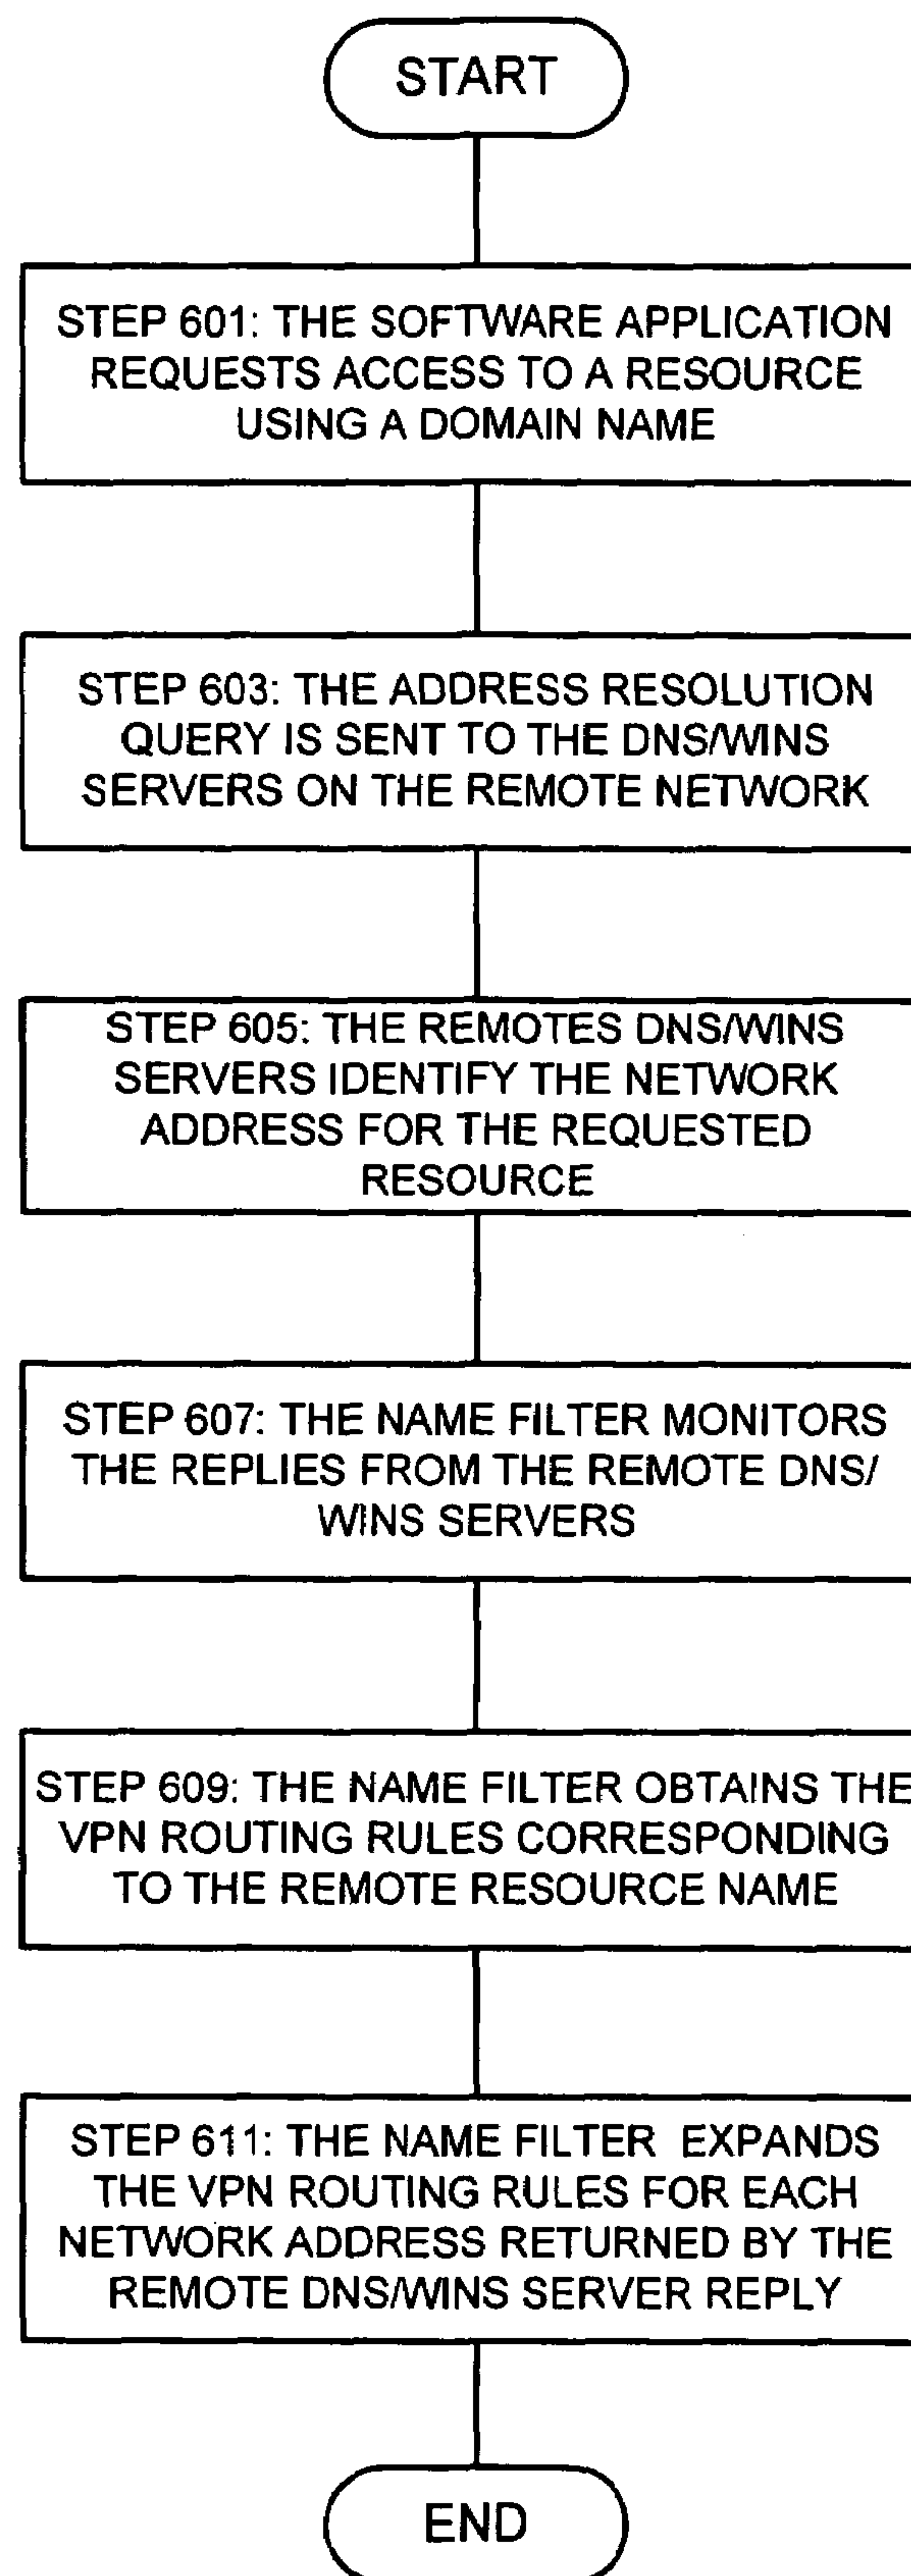 START
STEP 601: THE SOFTWARE APPLICATION
REQUESTS ACCESS TO A RESOURCE
USING A DOMAIN NAME
STEP 603: THE ADDRESS RESOLUTION
QUERY IS SENT TO THE DNS/WINS
SERVERS ON THE REMOTE NETWORK
STEP 605: THE REMOTES DNS/WINS
SERVERS IDENTIFY THE NETWORK
ADDRESS FOR THE REQUESTED
RESOURCE
STEP 607: THE NAME FILTER MONITORS
THE REPLIES FROM THE REMOTE DNS/
WINS SERVERS
STEP 609: THE NAME FILTER OBTAINS THE
VPN ROUTING RULES CORRESPONDING
TO THE REMOTE RESOURCE NAME
STEP 611: THE NAME FILTER EXPANDS
THE VPN ROUTING RULES FOR EACH
NETWORK ADDRESS RETURNED BY THE
REMOTE DNS/WINS SERVER REPLY
END